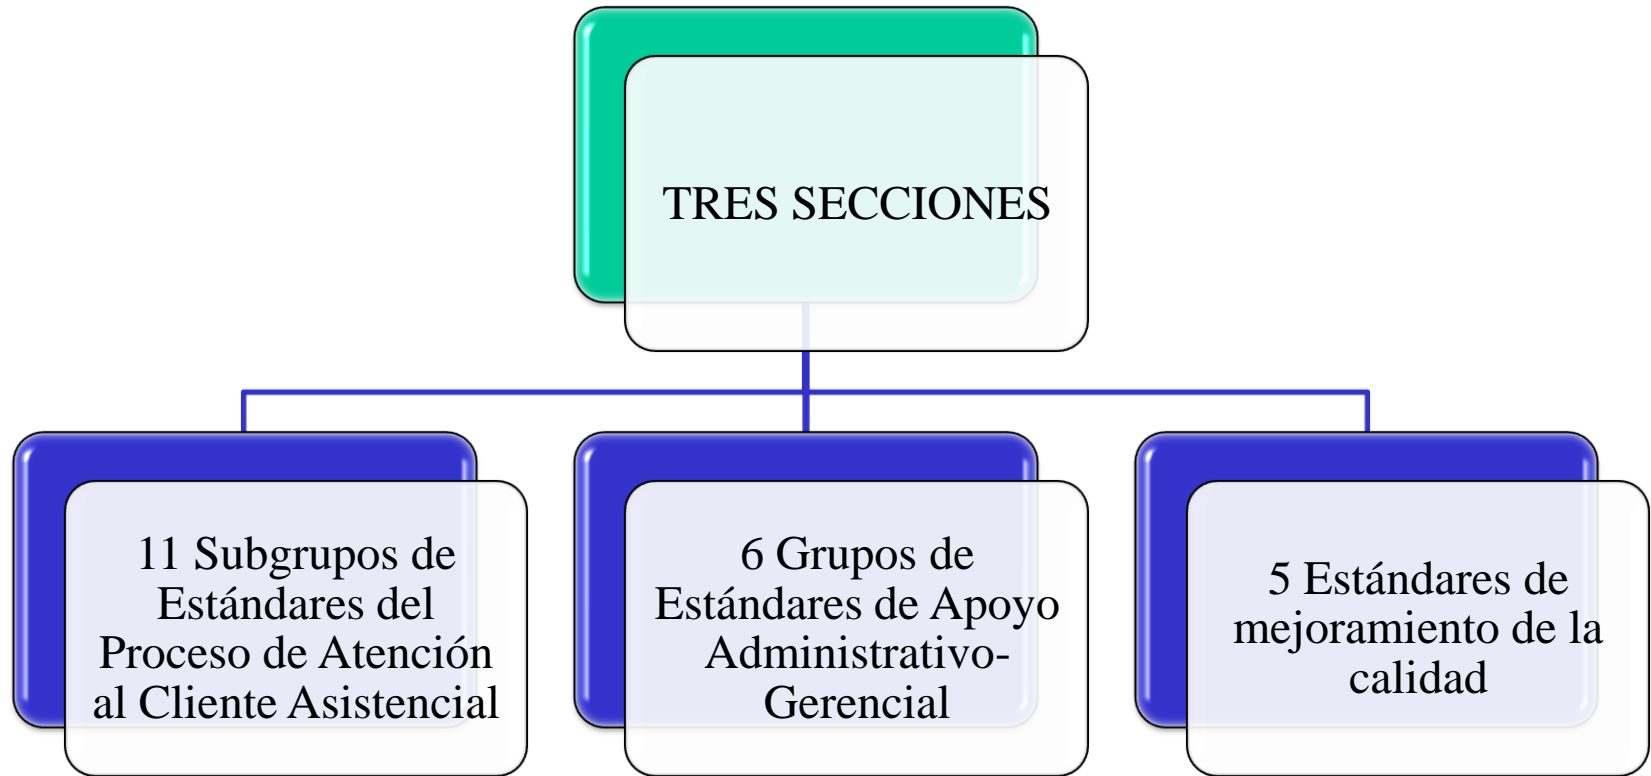 TRES SECCIONES
11 Subgrupos de
Estándares del
Proceso de Atención
al Cliente Asistencial
6 Grupos de
Estándares de Apoyo
Administrativo-
Gerencial
5 Estándares de
mejoramiento de la
calidad